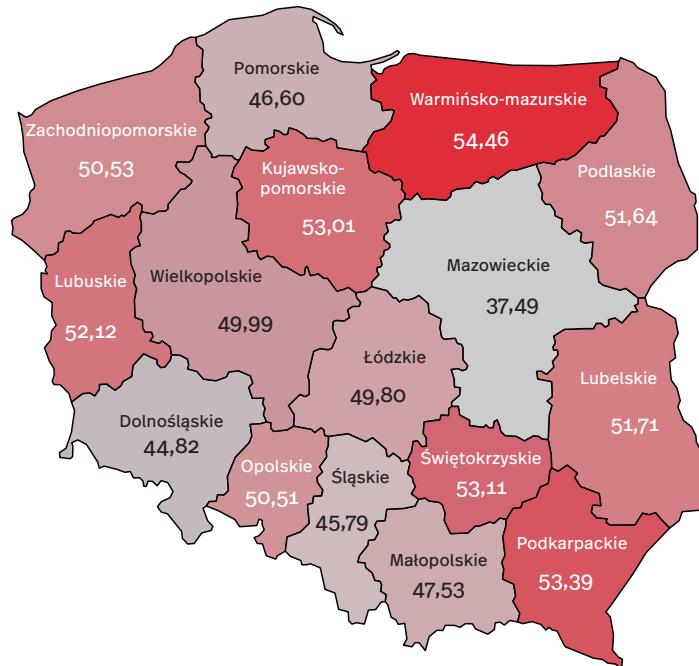 Pomorskie
46,60
Warmińsko-mazurskie
54,46
Zachodniopomorskie
50,53
Kujawsko-
pomorskie
53,01
Podlaskie
51,64
Mazowieckie
37,49
Lubuskie
52,12
Wielkopolskie
49,99
Łódzkie
49,80
Lubelskie
51,71
Dolnośląskie
44,82
Opolskie
50,51
Śląskie
45,79
Świętokrzyskie
53,11
Małopolskie
47,53
Podkarpackie
53,39